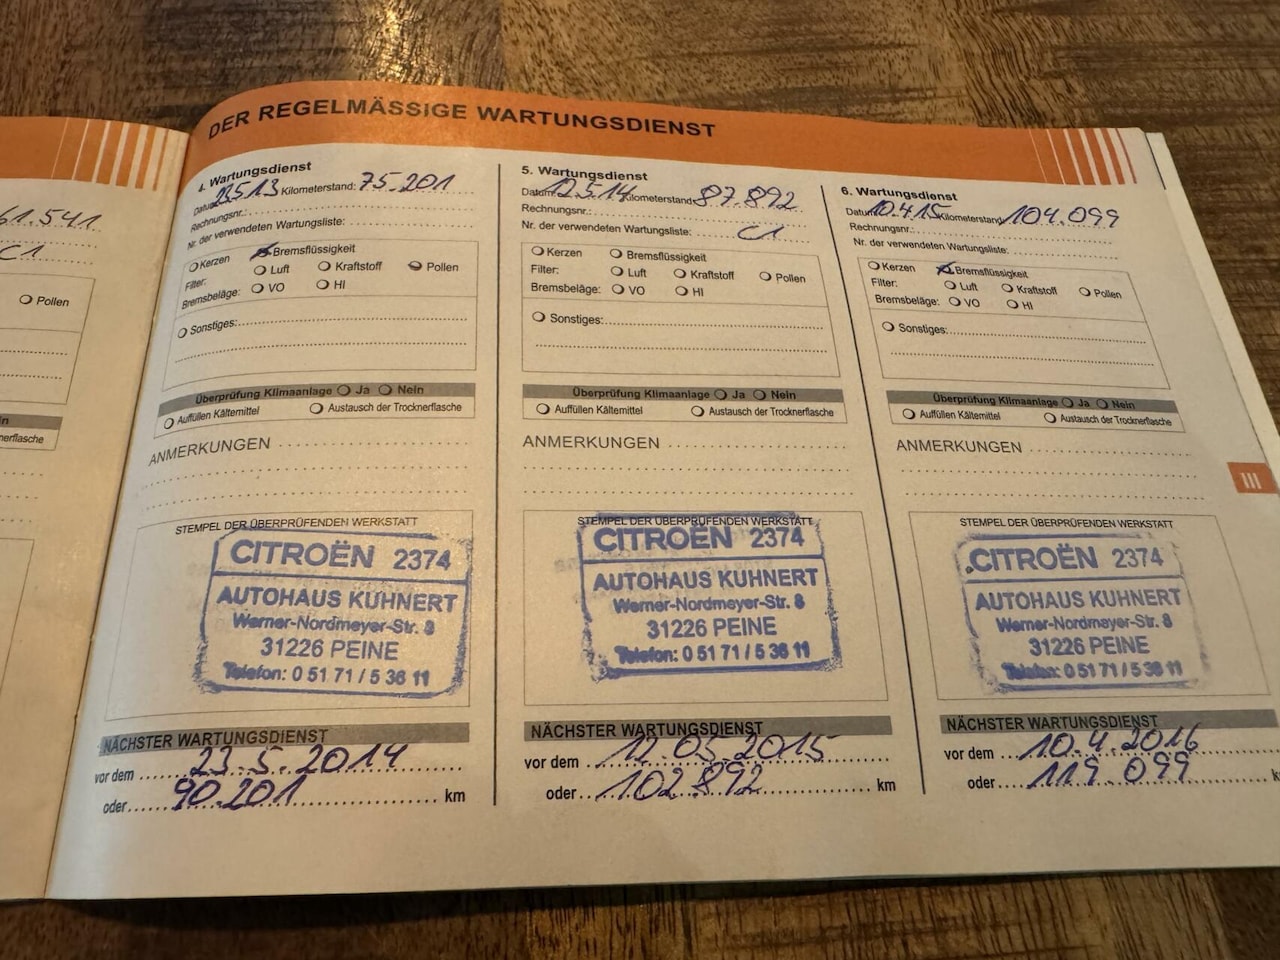 61.541
C1
Pollen
DER REGELMÄSSIGE WARTUNGSDIENST
4. Wartungsdienst
Datum 23.5.13 Kilometerstand: 75.201
Rechnungsnr.:
Nr. der verwendeten Wartungsliste:
Kerzen Bremsflüssigkeit
Filter: Luft Kraftstoff Pollen
Bremsbeläge: VO HI
Sonstiges:
Überprüfung Klimaanlage Ja Nein
Auffüllen Kältemittel Austausch der Trocknerflasche
ANMERKUNGEN
STEMPEL DER ÜBERPRÜFENDEN WERKSTATT
CITROËN 2374
AUTOHAUS KUHNERT
Werner-Nordmeyer-Str. 8
31226 PEINE
Telefon: 0 51 71 / 5 36 11
NÄCHSTER WARTUNGSDIENST
vor dem 23.5.2014
oder 90.201 km
5. Wartungsdienst
Datum 12.5.14 Kilometerstand 87.892
Rechnungsnr.:
Nr. der verwendeten Wartungsliste: C1
Kerzen Bremsflüssigkeit
Filter: Luft Kraftstoff Pollen
Bremsbeläge: VO HI
Sonstiges:
Überprüfung Klimaanlage Ja Nein
Auffüllen Kältemittel Austausch der Trocknerflasche
ANMERKUNGEN
STEMPEL DER ÜBERPRÜFENDEN WERKSTATT
CITROËN 2374
AUTOHAUS KUHNERT
Werner-Nordmeyer-Str. 8
31226 PEINE
Telefon: 0 51 71 / 5 36 11
NÄCHSTER WARTUNGSDIENST
vor dem 12.05.2015
oder 102.892 km
6. Wartungsdienst
Datum 10.4.15 Kilometerstand 104.099
Rechnungsnr.:
Nr. der verwendeten Wartungsliste:
Kerzen Bremsflüssigkeit
Filter: Luft Kraftstoff Pollen
Bremsbeläge: VO HI
Sonstiges:
Überprüfung Klimaanlage Ja Nein
Auffüllen Kältemittel Austausch der Trocknerflasche
ANMERKUNGEN
STEMPEL DER ÜBERPRÜFENDEN WERKSTATT
CITROËN 2374
AUTOHAUS KUHNERT
Werner-Nordmeyer-Str. 8
31226 PEINE
Telefon: 0 51 71 / 5 36 11
NÄCHSTER WARTUNGSDIENST
vor dem 10.4.2016
oder 119.099
III